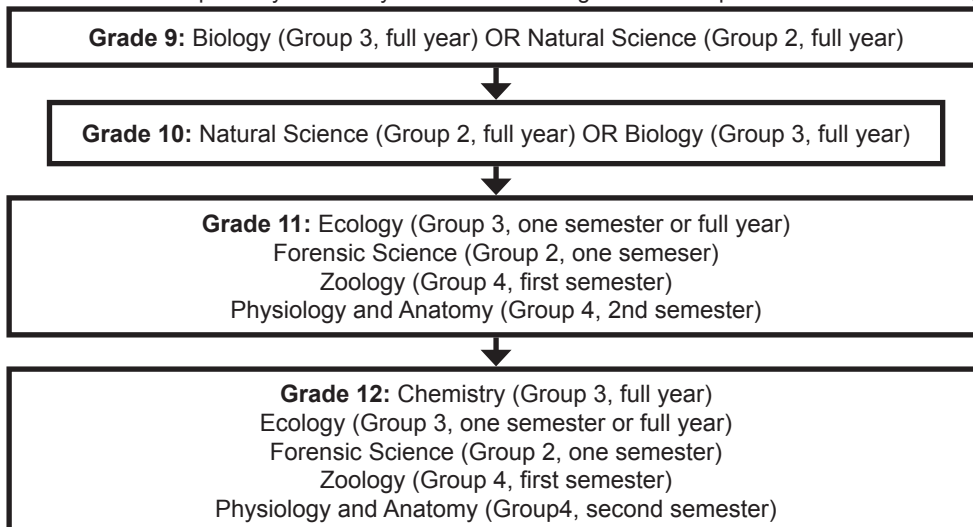 Grade 9: Biology (Group 3, full year) OR Natural Science (Group 2, full year)
Grade 10: Natural Science (Group 2, full year) OR Biology (Group 3, full year)
Grade 11: Ecology (Group 3, one semester or full year)
Forensic Science (Group 2, one semeser)
Zoology (Group 4, first semester)
Physiology and Anatomy (Group 4, 2nd semester)
Grade 12: Chemistry (Group 3, full year)
Ecology (Group 3, one semester or full year)
Forensic Science (Group 2, one semester)
Zoology (Group 4, first semester)
Physiology and Anatomy (Group4, second semester)